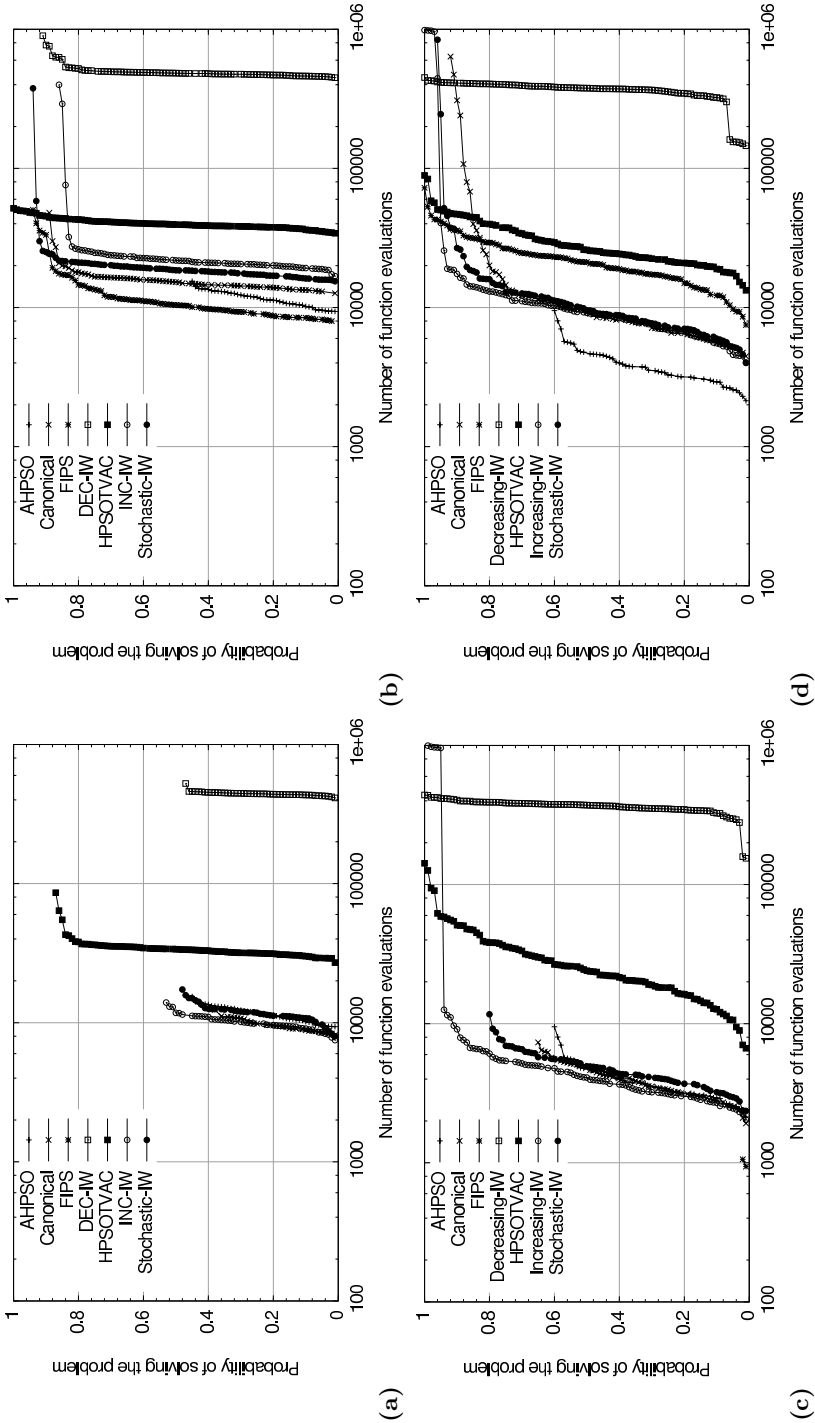 (a)
Probability of solving the problem
1
0.8
0.6
0.4
0.2
0
100
1000
10000
100000
1e+06
Number of function evaluations
AHPSO
Canonical
FIPS
DEC-IW
HPSOTVAC
INC-IW
Stochastic-IW
(b)
Probability of solving the problem
1
0.8
0.6
0.4
0.2
0
100
1000
10000
100000
1e+06
Number of function evaluations
AHPSO
Canonical
FIPS
DEC-IW
HPSOTVAC
INC-IW
Stochastic-IW
(c)
Probability of solving the problem
1
0.8
0.6
0.4
0.2
0
100
1000
10000
100000
1e+06
Number of function evaluations
AHPSO
Canonical
FIPS
Decreasing-IW
HPSOTVAC
Increasing-IW
Stochastic-IW
(d)
Probability of solving the problem
1
0.8
0.6
0.4
0.2
0
100
1000
10000
100000
1e+06
Number of function evaluations
AHPSO
Canonical
FIPS
Decreasing-IW
HPSOTVAC
Increasing-IW
Stochastic-IW